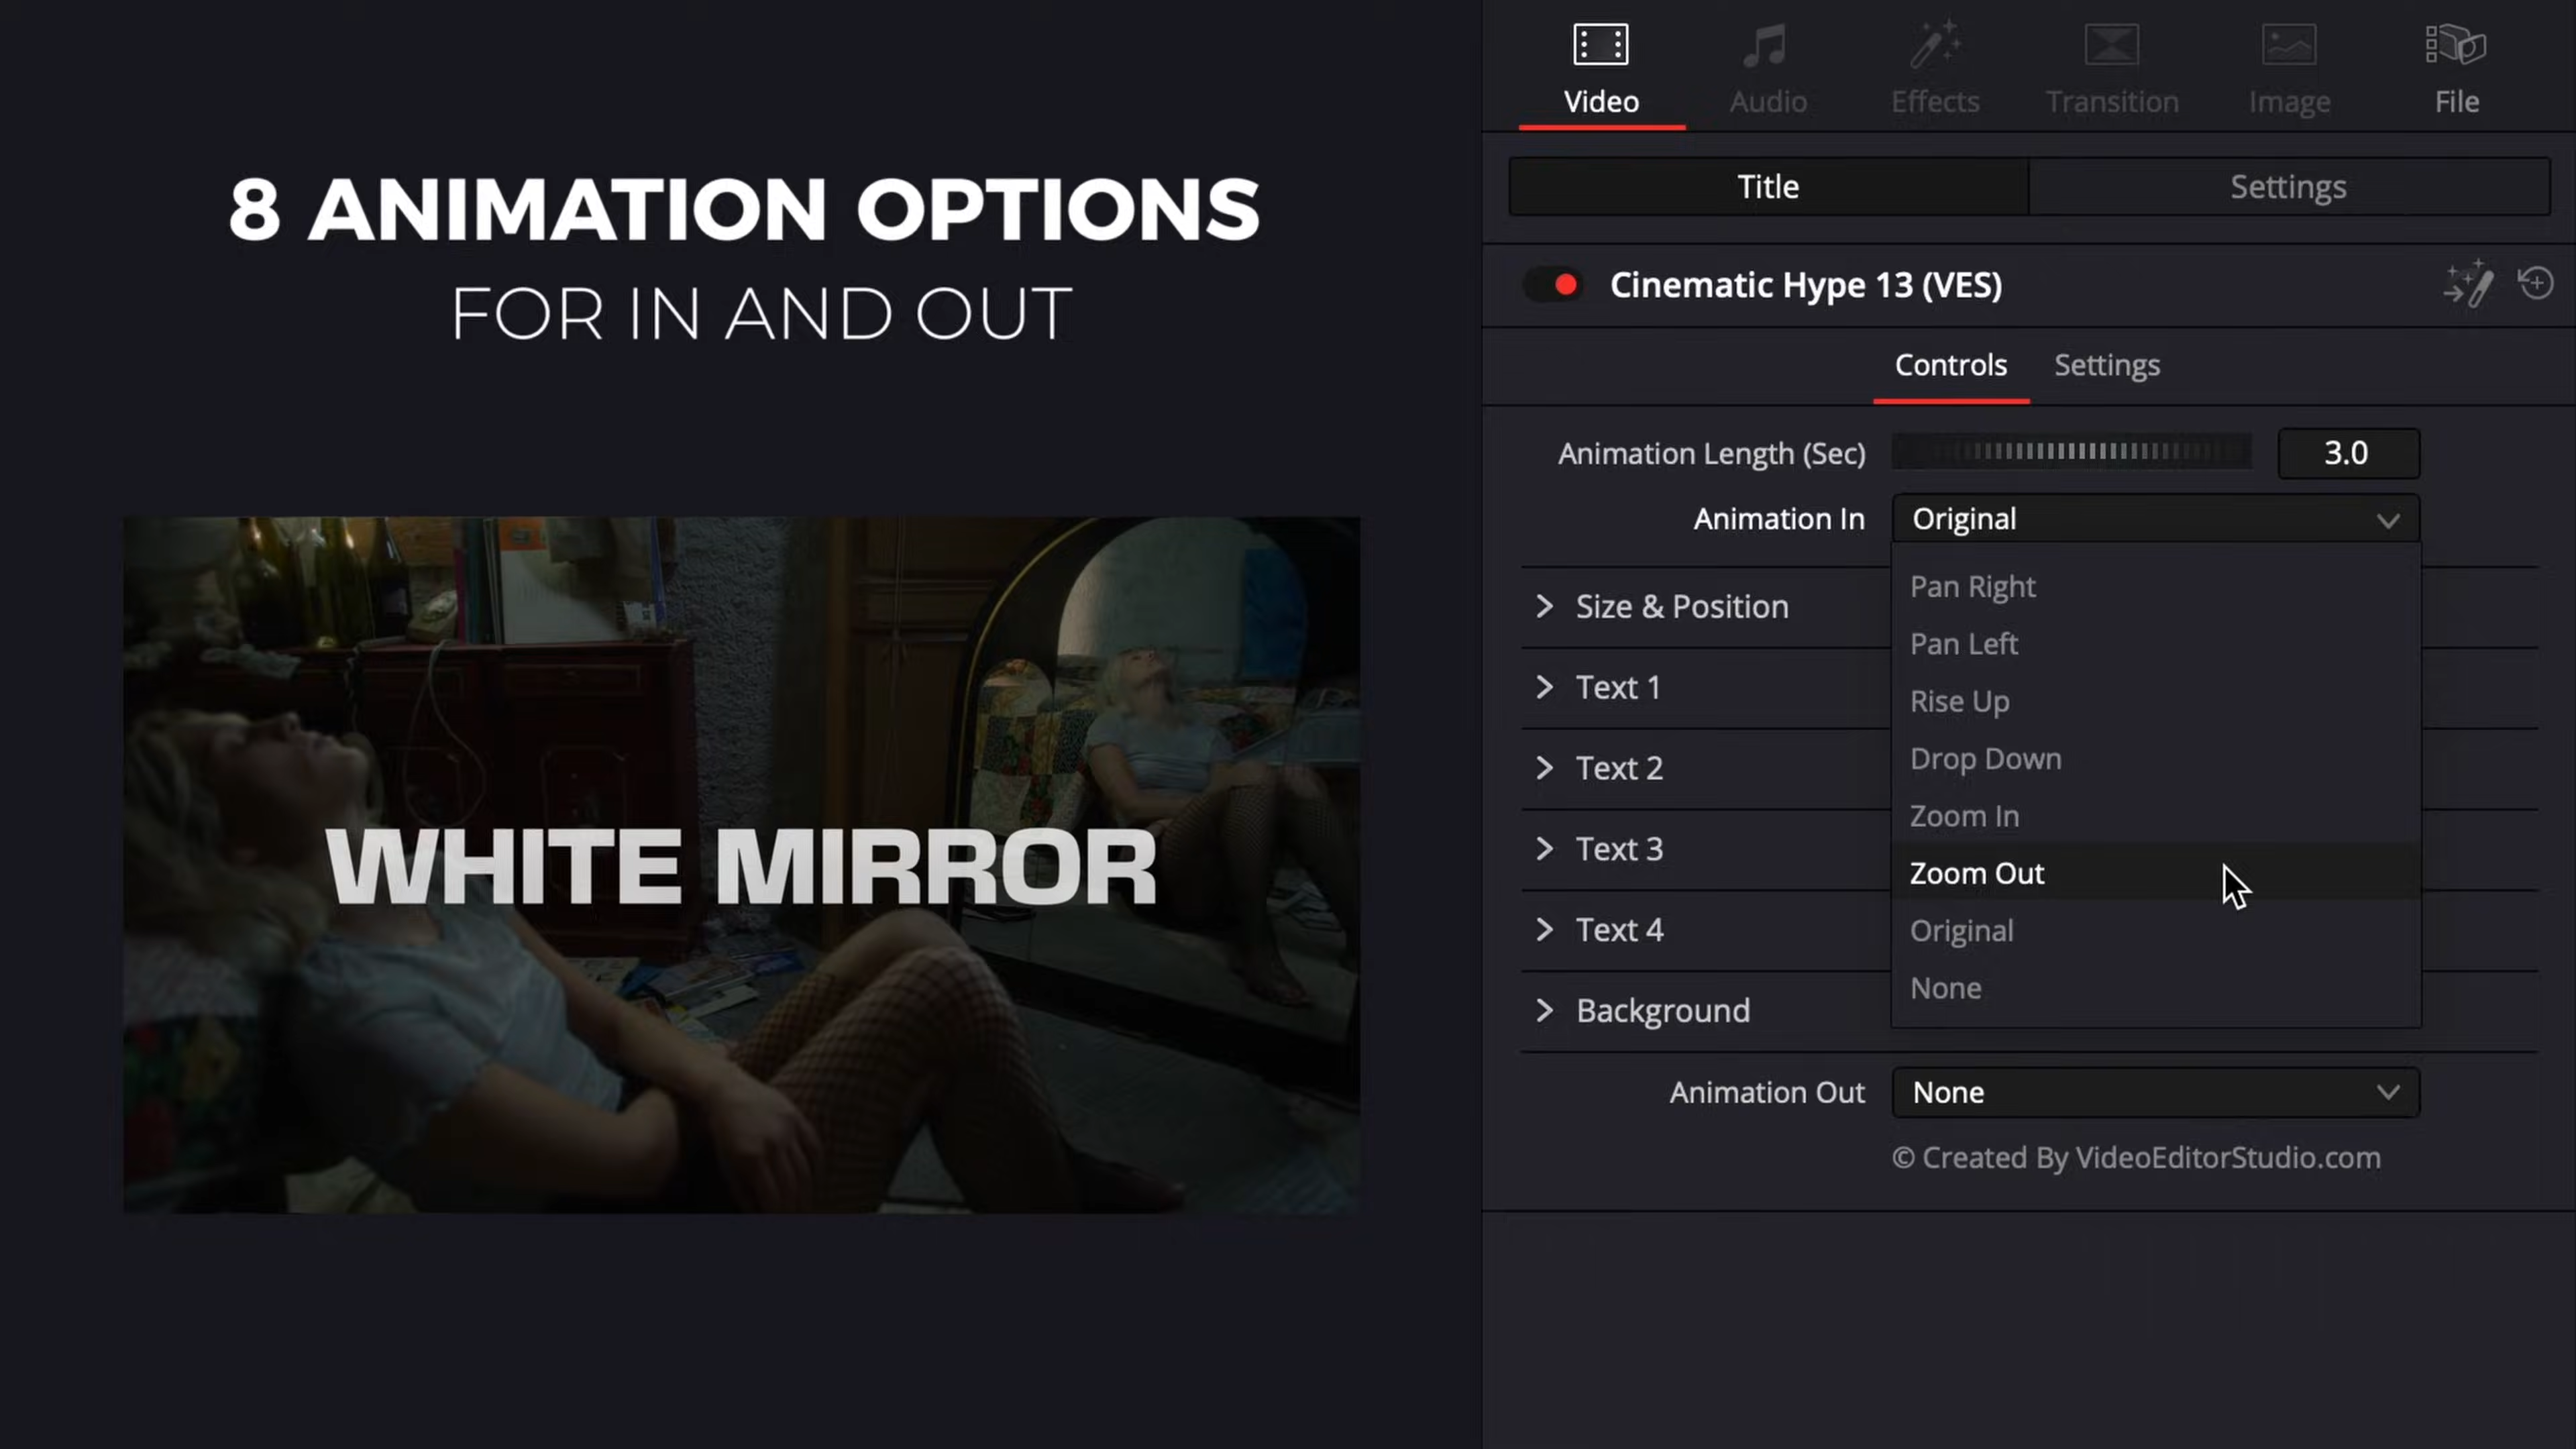 8 ANIMATION OPTIONS
FOR IN AND OUT
WHITE MIRROR
Video
Audio
Effects
Transition
Image
File
Title
Settings
Cinematic Hype 13 (VES)
Controls
Settings
Animation Length (Sec)
3.0
Animation In
Original
Pan Right
Pan Left
Rise Up
Drop Down
Zoom In
Zoom Out
Original
None
Size & Position
Text 1
Text 2
Text 3
Text 4
Background
Animation Out
None
© Created By VideoEditorStudio.com